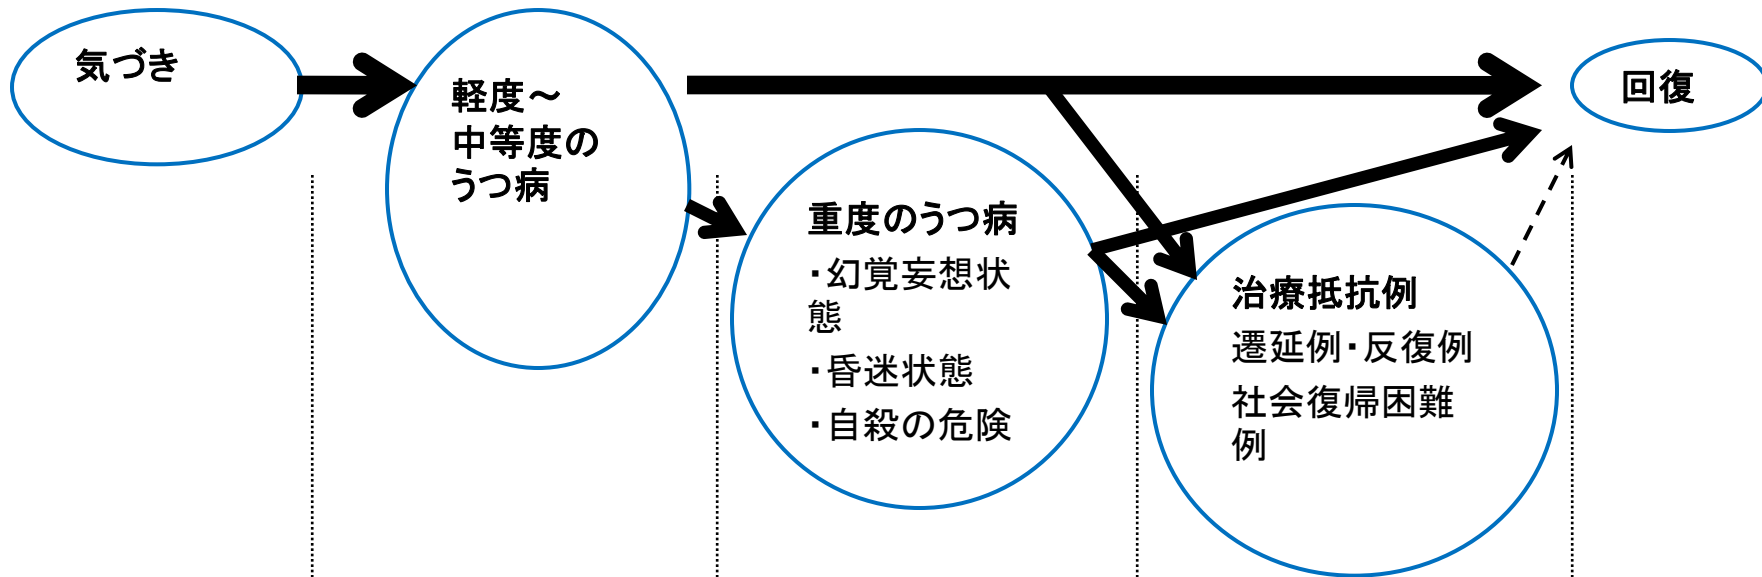 気づき
軽度～
中等度の
うつ病
重度のうつ病
・幻覚妄想状
態
・昏迷状態
・自殺の危険
治療抵抗例
遷延例・反復例
社会復帰困難
例
回復